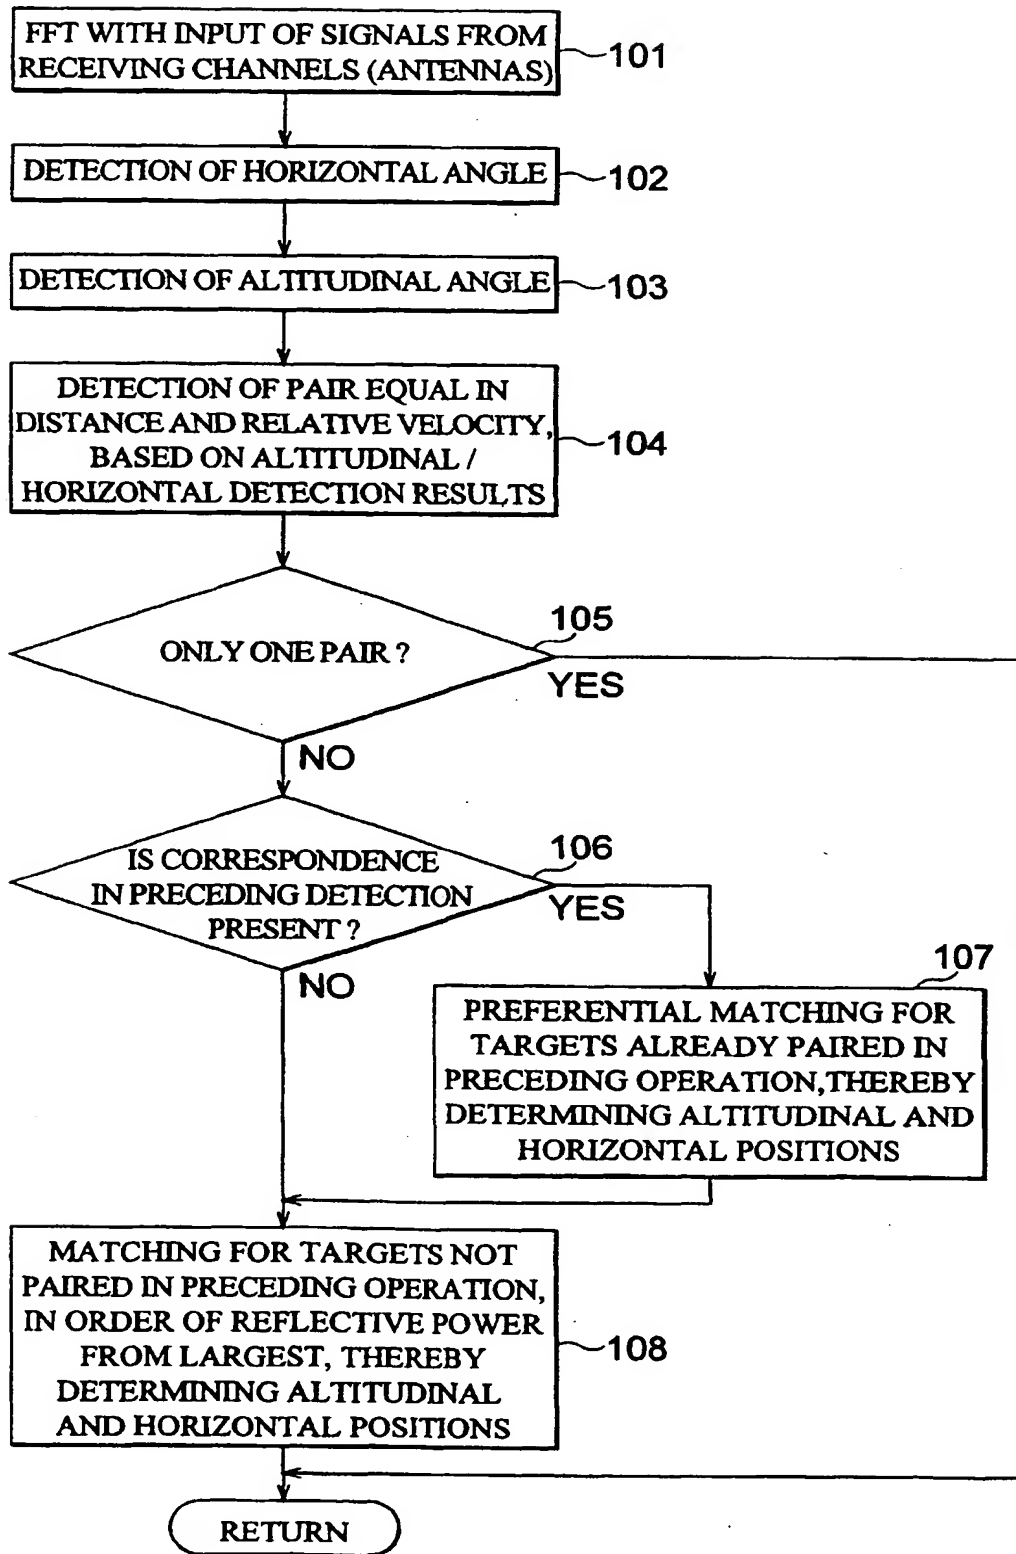 FFT WITH INPUT OF SIGNALS FROM
RECEIVING CHANNELS (ANTENNAS)
101
DETECTION OF HORIZONTAL ANGLE
102
DETECTION OF ALTITUDINAL ANGLE
103
DETECTION OF PAIR EQUAL IN
DISTANCE AND RELATIVE VELOCITY,
BASED ON ALTITUDINAL /
HORIZONTAL DETECTION RESULTS
104
ONLY ONE PAIR ?
105
YES
NO
IS CORRESPONDENCE
IN PRECEDING DETECTION
PRESENT ?
106
YES
NO
107
PREFERENTIAL MATCHING FOR
TARGETS ALREADY PAIRED IN
PRECEDING OPERATION,THEREBY
DETERMINING ALTITUDINAL AND
HORIZONTAL POSITIONS
MATCHING FOR TARGETS NOT
PAIRED IN PRECEDING OPERATION,
IN ORDER OF REFLECTIVE POWER
FROM LARGEST, THEREBY
DETERMINING ALTITUDINAL
AND HORIZONTAL POSITIONS
108
RETURN